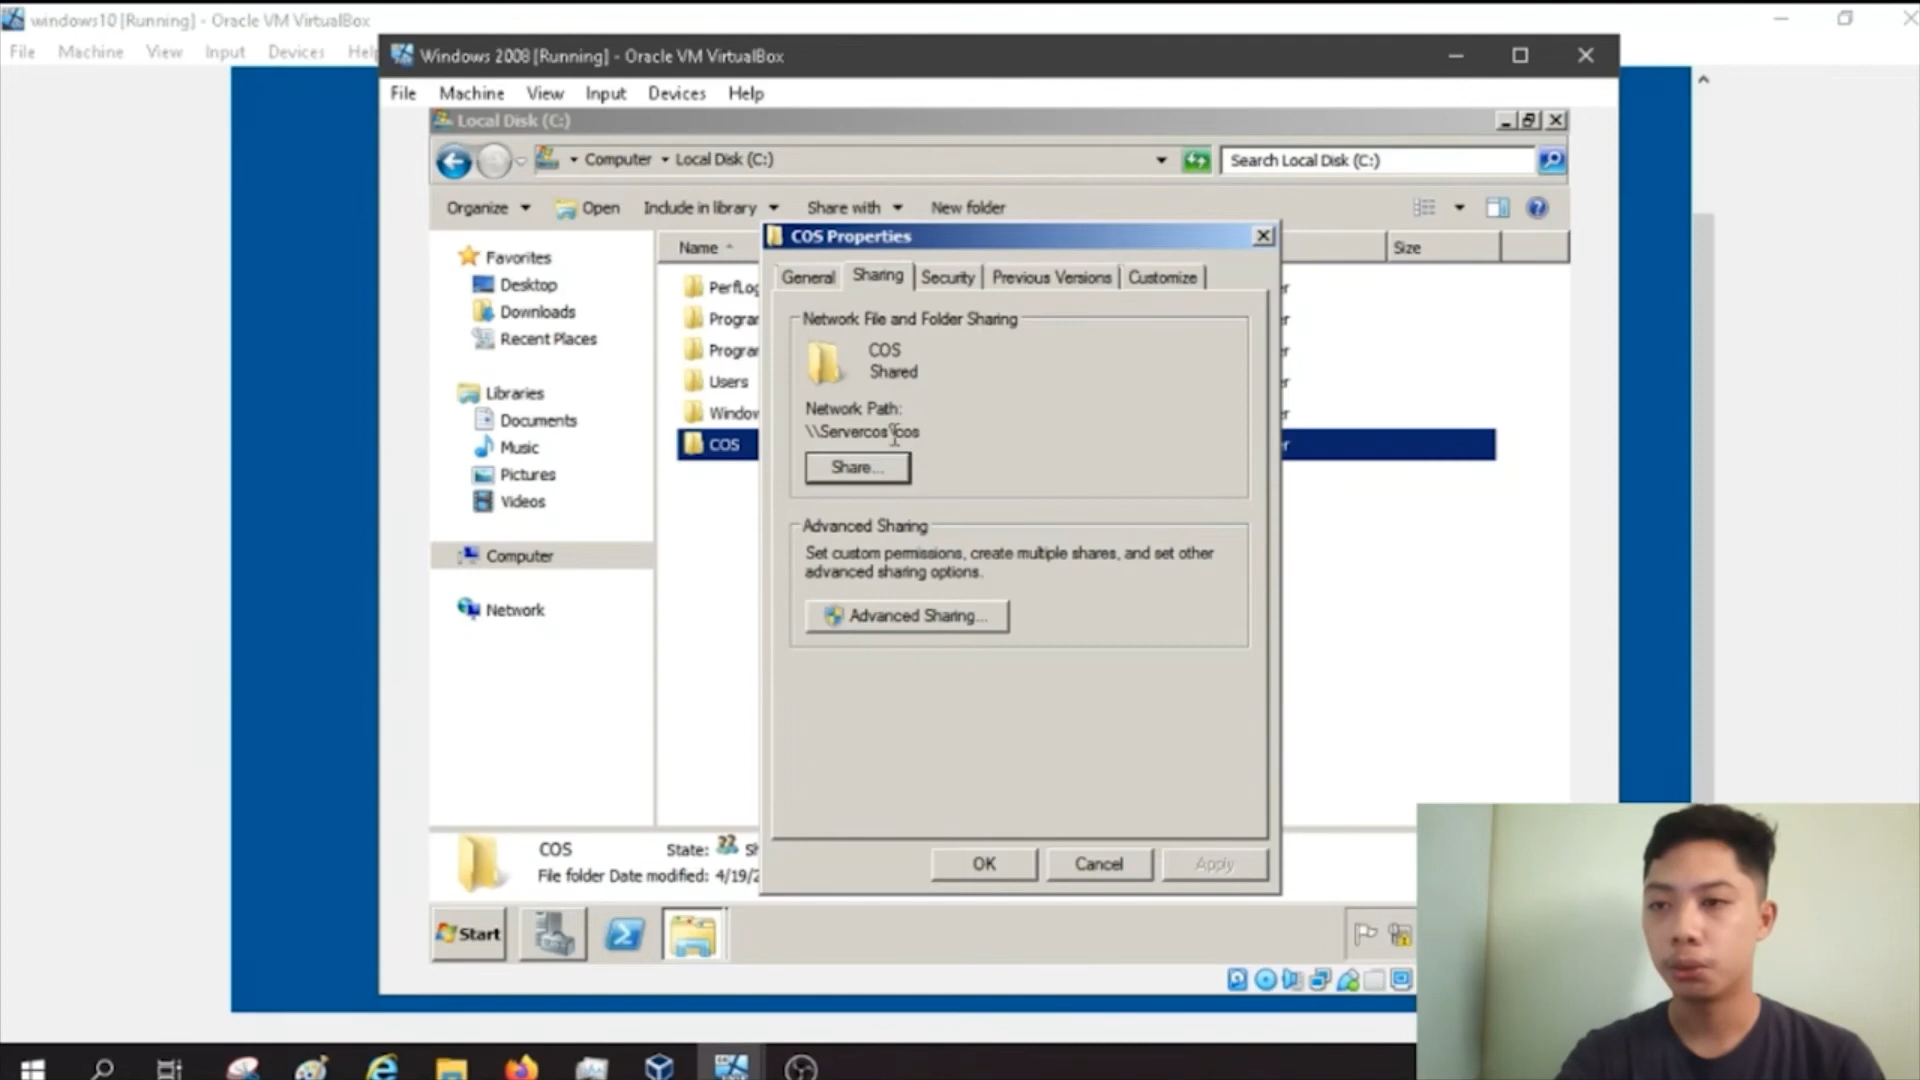 windows10 [Running] - Oracle VM VirtualBox
File Machine View Input Devices Help
Windows 2008 [Running] - Oracle VM VirtualBox
File Machine View Input Devices Help
Local Disk (C:)
Computer Local Disk (C:)
Search Local Disk (C:)
Organize Open Include in library Share with New folder
Favorites
Desktop
Downloads
Recent Places
Libraries
Documents
Music
Pictures
Videos
Computer
Network
Name
Size
Users
COS
COS Properties
General Sharing Security Previous Versions Customize
Network File and Folder Sharing
COS
Shared
Network Path:
\\Servercos\cos
Share...
Advanced Sharing
Set custom permissions, create multiple shares, and set other
advanced sharing options.
Advanced Sharing...
OK Cancel Apply
COS
State:
File folder Date modified: 4/19/2
Start